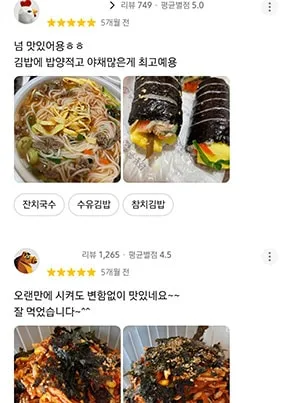 리뷰 749 · 평균별점 5.0
5개월 전
넘 맛있어용ㅎㅎ
김밥에 밥양적고 야채많은게 최고예용
잔치국수 수유김밥 참치김밥
리뷰 1,265 · 평균별점 4.5
5개월 전
오랜만에 시켜도 변함없이 맛있네요~~
잘 먹었습니다~^^